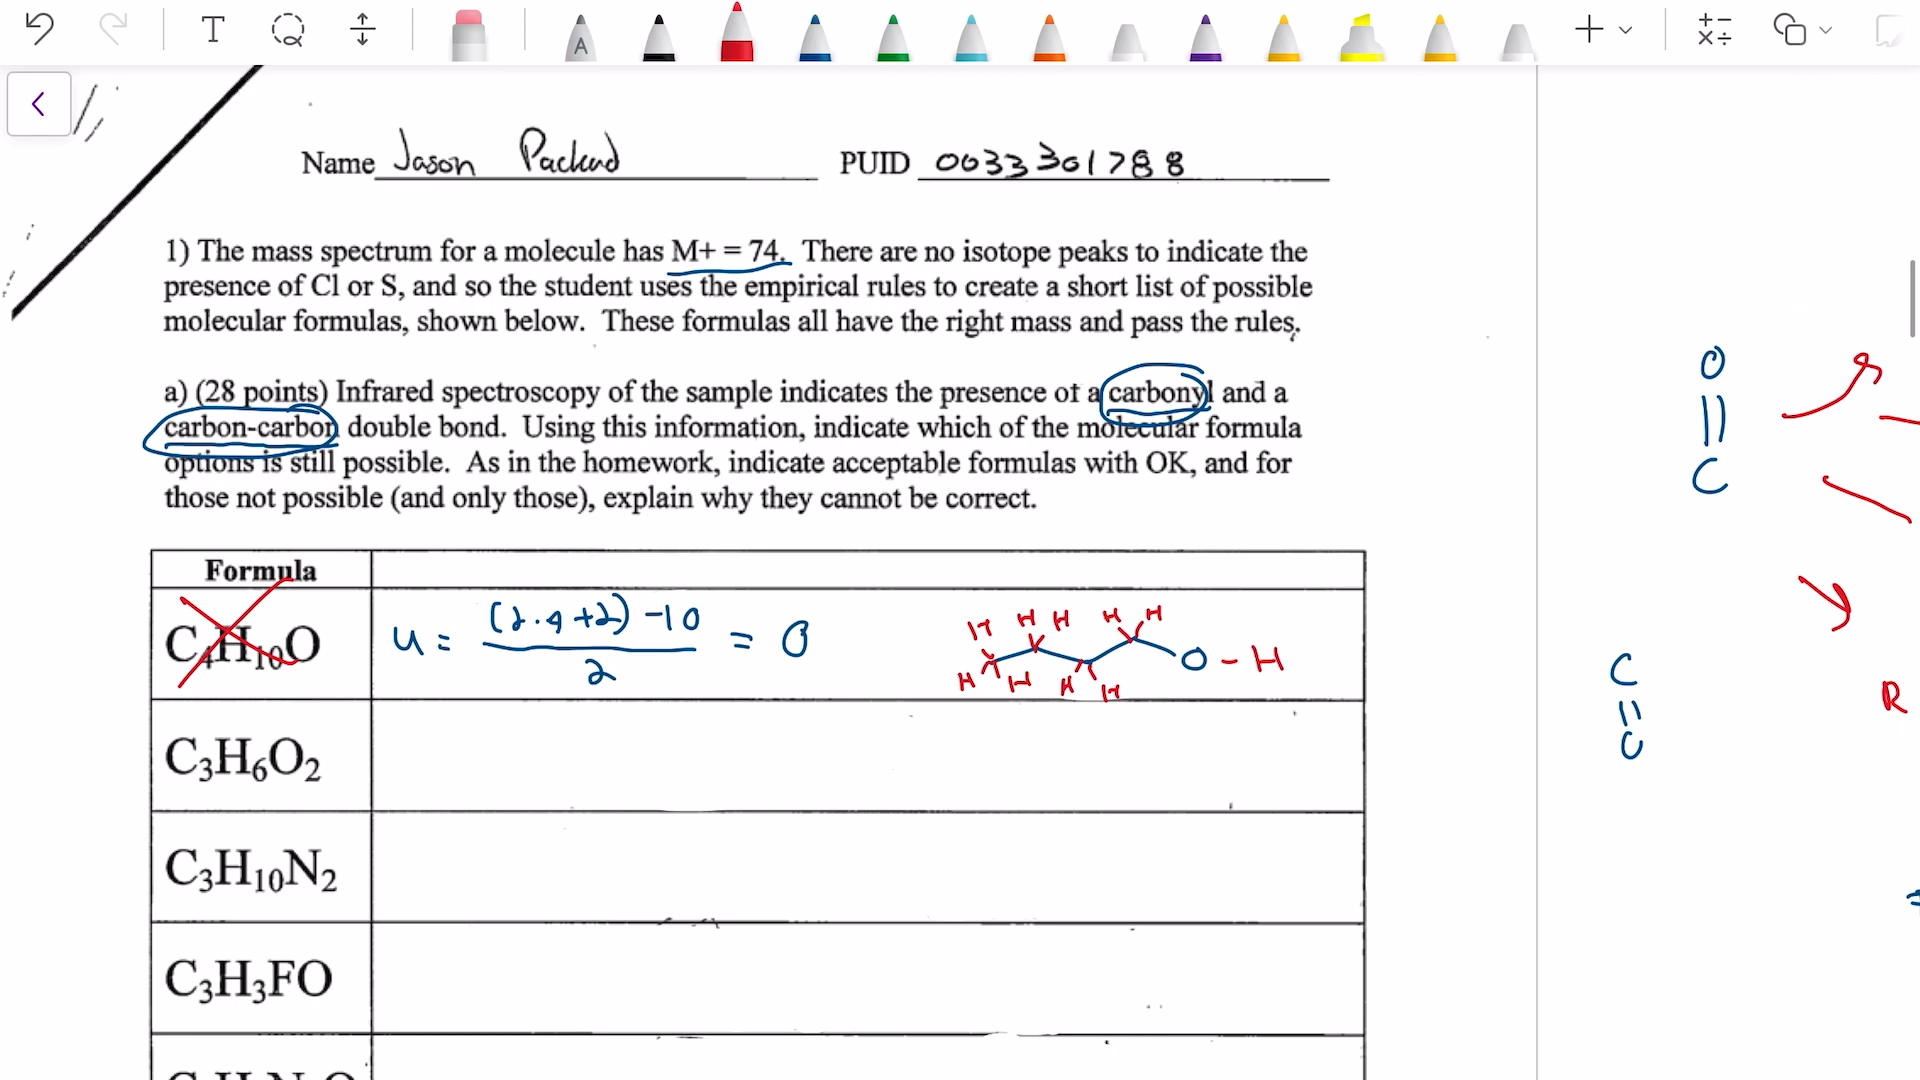 T
A
Name Jason Packard PUID 0033301788
1) The mass spectrum for a molecule has M+ = 74. There are no isotope peaks to indicate the
presence of Cl or S, and so the student uses the empirical rules to create a short list of possible
molecular formulas, shown below. These formulas all have the right mass and pass the rules.
a) (28 points) Infrared spectroscopy of the sample indicates the presence of a carbonyl and a
carbon-carbon double bond. Using this information, indicate which of the molecular formula
options is still possible. As in the homework, indicate acceptable formulas with OK, and for
those not possible (and only those), explain why they cannot be correct.
O
||
C
Formula
C₄H₁₀O u = (2·4+2) -10 / 2 = 0
H H H H H
H H H H O - H
C₃H₆O₂
C
||
C
R
C₃H₁₀N₂
C₃H₃FO